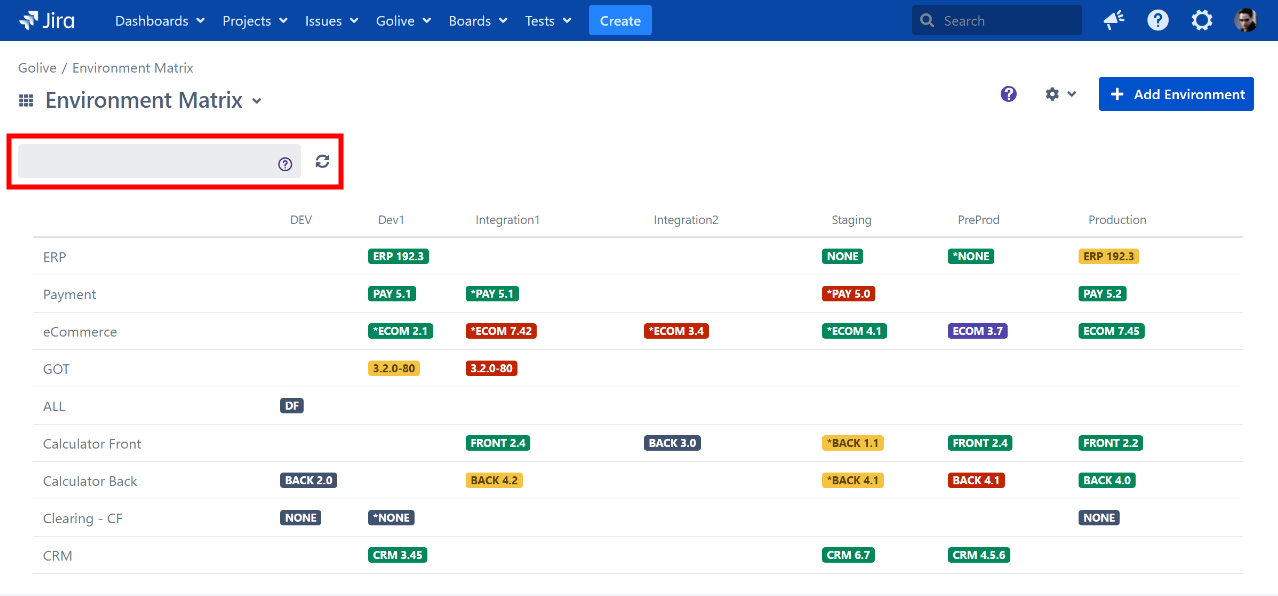 Jira Dashboards Projects Issues Golive Boards Tests Create Search
Golive / Environment Matrix
Environment Matrix
Add Environment
DEV Dev1 Integration1 Integration2 Staging PreProd Production
ERP ERP 192.3 NONE *NONE ERP 192.3
Payment PAY 5.1 *PAY 5.1 *PAY 5.0 PAY 5.2
eCommerce *ECOM 2.1 *ECOM 7.42 *ECOM 3.4 *ECOM 4.1 ECOM 3.7 ECOM 7.45
GOT 3.2.0-80 3.2.0-80
ALL DF
Calculator Front FRONT 2.4 BACK 3.0 *BACK 1.1 FRONT 2.4 FRONT 2.2
Calculator Back BACK 2.0 BACK 4.2 *BACK 4.1 BACK 4.1 BACK 4.0
Clearing - CF NONE *NONE NONE
CRM CRM 3.45 CRM 6.7 CRM 4.5.6